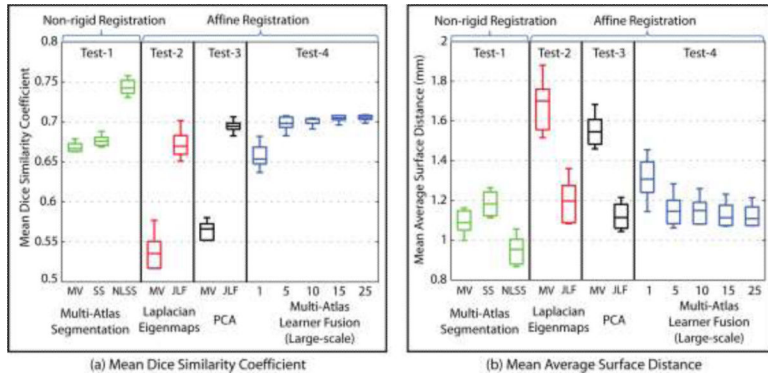 Non-rigid Registration Affine Registration
Test-1 Test-2 Test-3 Test-4
Mean Dice Similarity Coefficient
0.8
0.75
0.7
0.65
0.6
0.55
0.5
MV SS NLSS MV JLF MV JLF 1 5 10 15 25
Multi-Atlas Segmentation
Laplacian Eigenmaps
PCA
Multi-Atlas Learner Fusion (Large-scale)
(a) Mean Dice Similarity Coefficient
Non-rigid Registration Affine Registration
Test-1 Test-2 Test-3 Test-4
Mean Average Surface Distance (mm)
2
1.8
1.6
1.4
1.2
1
0.8
MV SS NLSS MV JLF MV JLF 1 5 10 15 25
Multi-Atlas Segmentation
Laplacian Eigenmaps
PCA
Multi-Atlas Learner Fusion (Large-scale)
(b) Mean Average Surface Distance